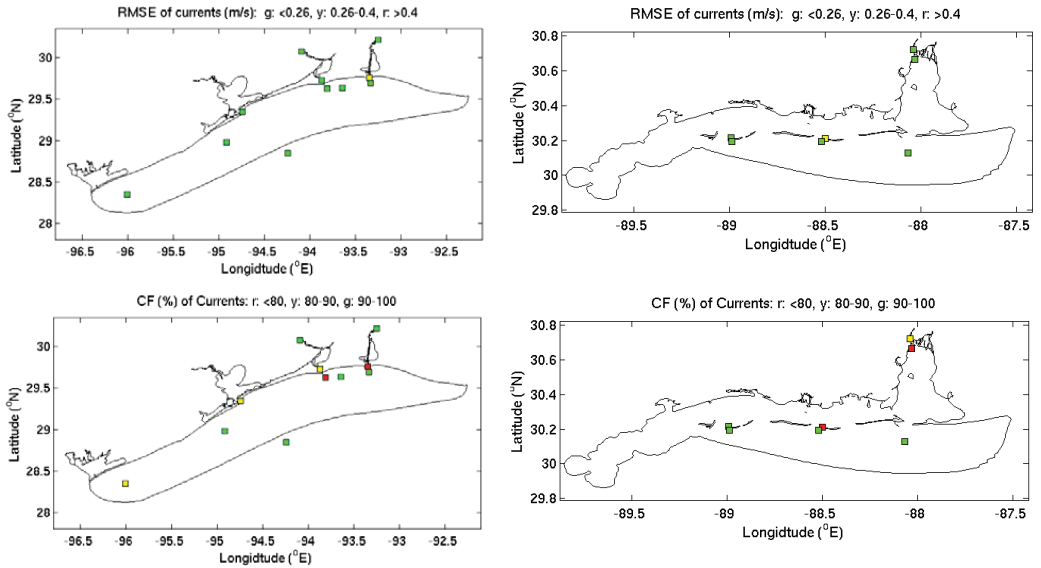 RMSE of currents (m/s): g: <0.26, y: 0.26-0.4, r: >0.4
30
29.5
29
28.5
28
Latitude (°N)
-96.5 -96 -95.5 -95 -94.5 -94 -93.5 -93 -92.5
Longidtude (°E)
RMSE of currents (m/s): g: <0.26, y: 0.26-0.4, r: >0.4
30.8
30.6
30.4
30.2
30
29.8
Latitude (°N)
-89.5 -89 -88.5 -88 -87.5
Longidtude (°E)
CF (%) of Currents: r: <80, y: 80-90, g: 90-100
30
29.5
29
28.5
28
Latitude (°N)
-96.5 -96 -95.5 -95 -94.5 -94 -93.5 -93 -92.5
Longidtude (°E)
CF (%) of Currents: r: <80, y: 80-90, g: 90-100
30.8
30.6
30.4
30.2
30
29.8
Latitude (°N)
-89.5 -89 -88.5 -88 -87.5
Longidtude (°E)